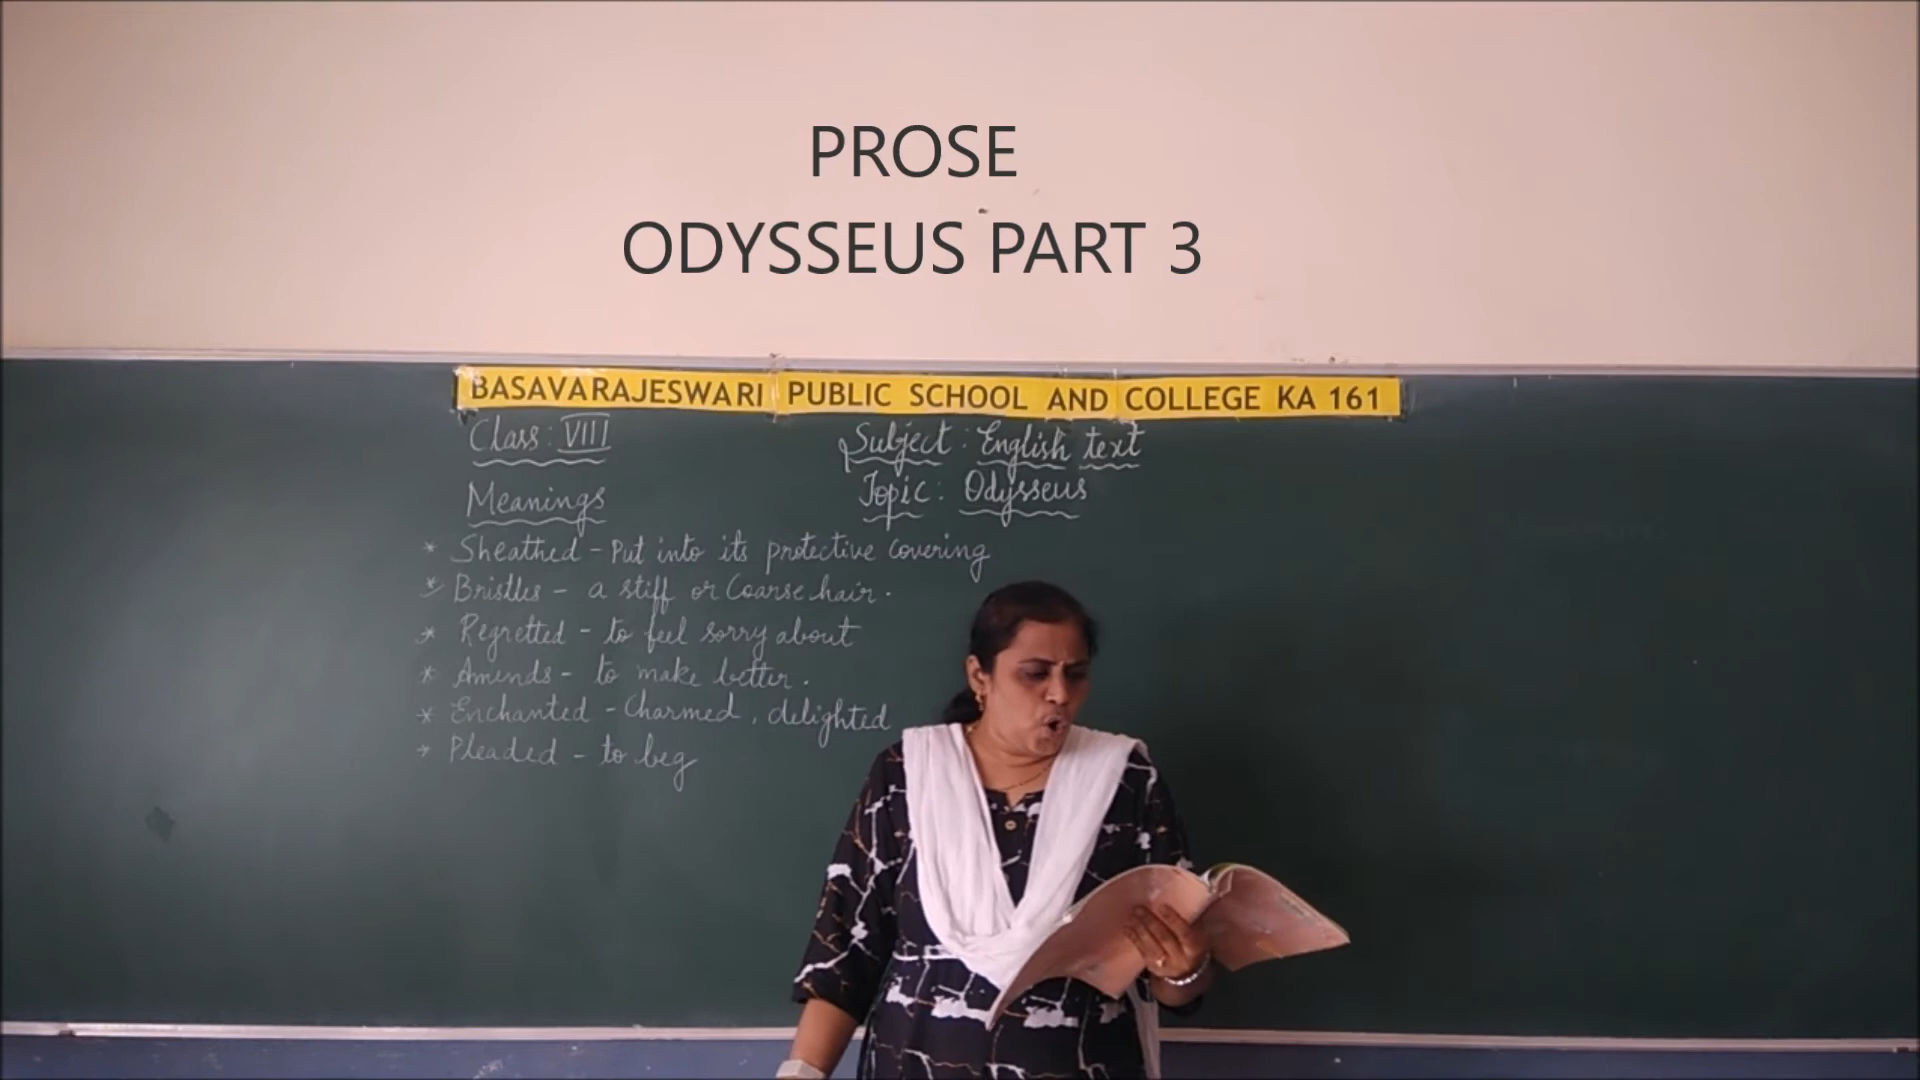 PROSE
ODYSSEUS PART 3
BASAVARAJESWARI PUBLIC SCHOOL AND COLLEGE KA 161
Class : VIII
Subject : English text
Meanings
Topic : Odysseus
* Sheathed - Put into its protective covering
* Bristles - a stiff or Coarse hair.
* Regretted - to feel sorry about
* Amends - to make better.
* Enchanted - Charmed, delighted
* Pleaded - to beg